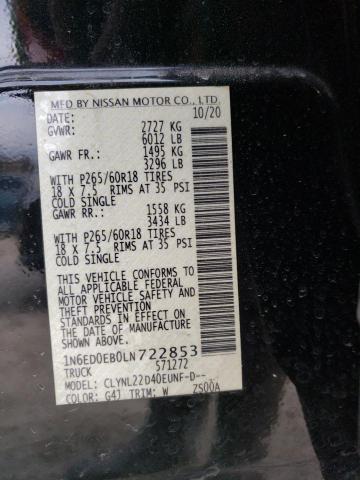 MFD BY NISSAN MOTOR CO., LTD.
DATE: 10/20
GVWR: 2727 KG
6012 LB
GAWR FR.: 1495 KG
3296 LB
WITH P265/60R18 TIRES
18 X 7.5 RIMS AT 35 PSI
COLD SINGLE
GAWR RR.: 1558 KG
3434 LB
WITH P265/60R18 TIRES
18 X 7.5 RIMS AT 35 PSI
COLD SINGLE
THIS VEHICLE CONFORMS TO
ALL APPLICABLE FEDERAL
MOTOR VEHICLE SAFETY AND
THEFT PREVENTION
STANDARDS IN EFFECT ON
THE DATE OF MANUFACTURE
SHOWN ABOVE.
1N6ED0EB0LN722853
TRUCK 571272
MODEL: CLYNL22D40EUNF-D--
COLOR: G41 TRIM: W ZS00A